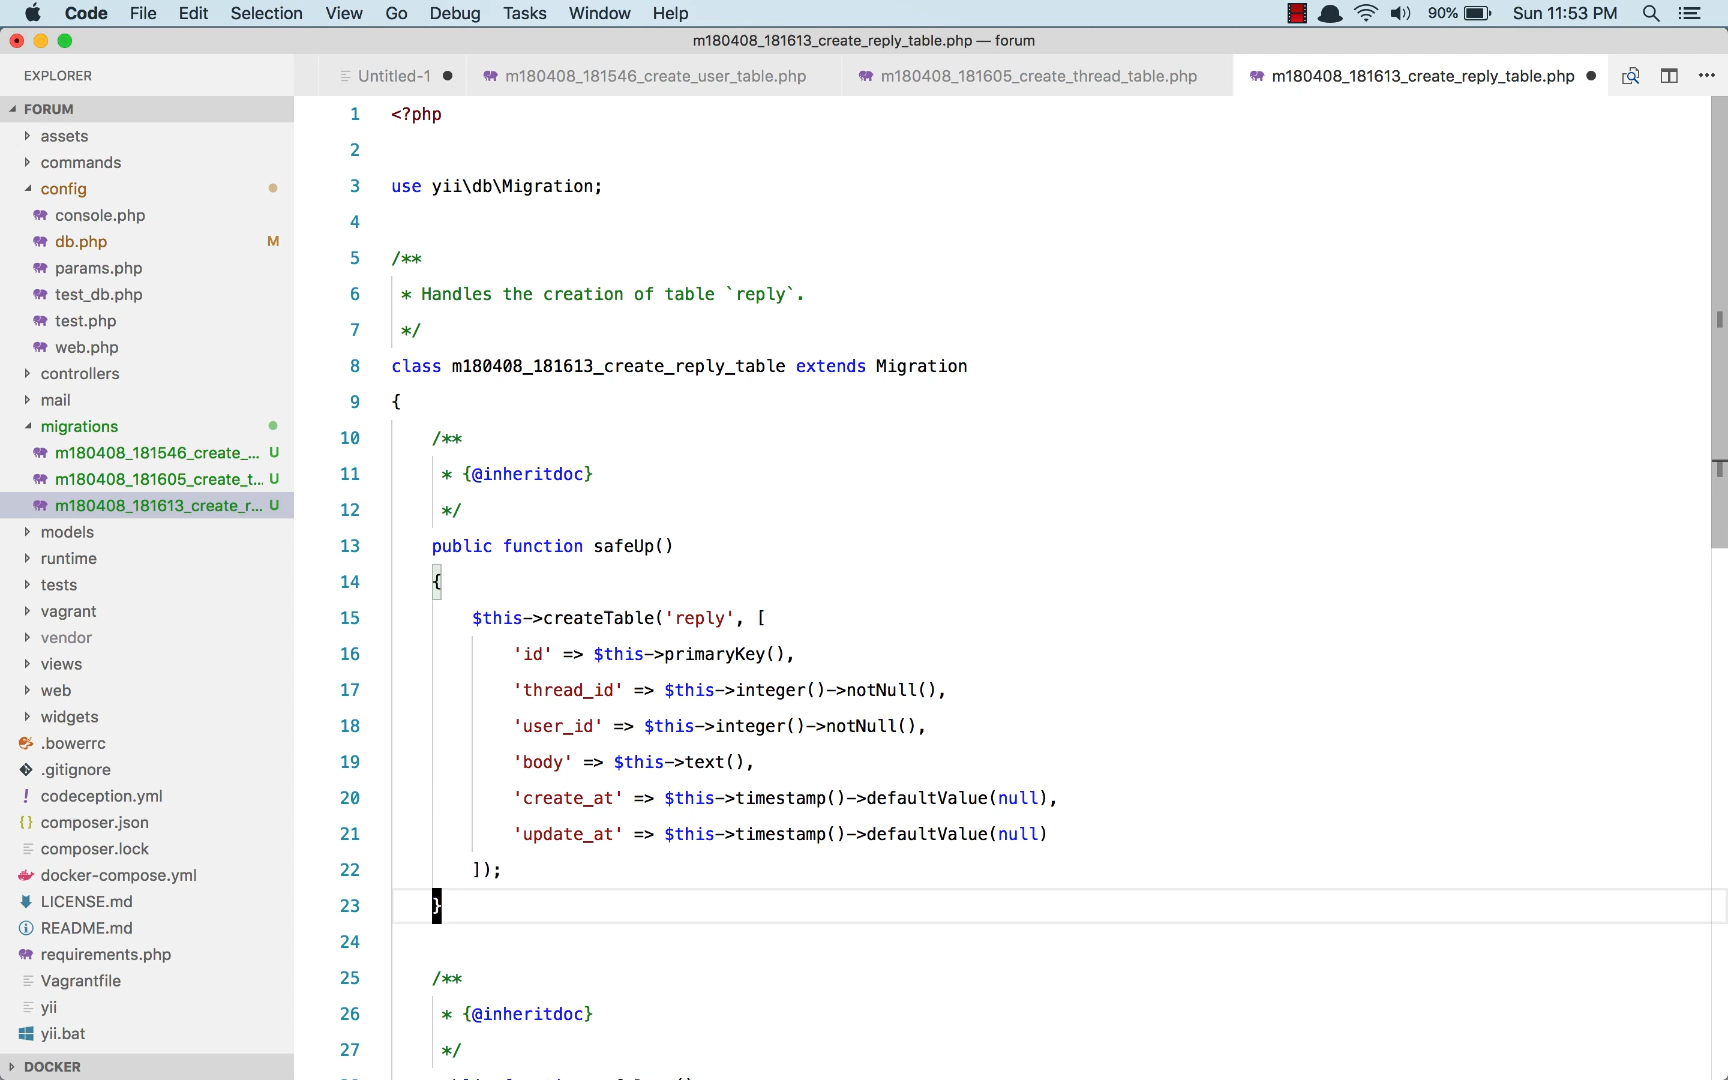 Code File Edit Selection View Go Debug Tasks Window Help 90% Sun 11:53 PM
m180408_181613_create_reply_table.php — forum
EXPLORER
Untitled-1
m180408_181546_create_user_table.php
m180408_181605_create_thread_table.php
m180408_181613_create_reply_table.php
FORUM
assets
commands
config
console.php
db.php M
params.php
test_db.php
test.php
web.php
controllers
mail
migrations
m180408_181546_create_... U
m180408_181605_create_t... U
m180408_181613_create_r... U
models
runtime
tests
vagrant
vendor
views
web
widgets
.bowerrc
.gitignore
codeception.yml
composer.json
composer.lock
docker-compose.yml
LICENSE.md
README.md
requirements.php
Vagrantfile
yii
yii.bat
DOCKER
1 <?php
2
3 use yii\db\Migration;
4
5 /**
6 * Handles the creation of table `reply`.
7 */
8 class m180408_181613_create_reply_table extends Migration
9 {
10 /**
11 * {@inheritdoc}
12 */
13 public function safeUp()
14 {
15 $this->createTable('reply', [
16 'id' => $this->primaryKey(),
17 'thread_id' => $this->integer()->notNull(),
18 'user_id' => $this->integer()->notNull(),
19 'body' => $this->text(),
20 'create_at' => $this->timestamp()->defaultValue(null),
21 'update_at' => $this->timestamp()->defaultValue(null)
22 ]);
23 }
24
25 /**
26 * {@inheritdoc}
27 */